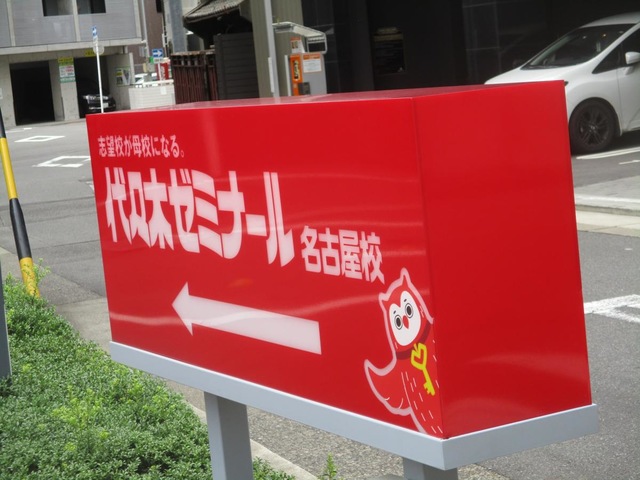 志望校が母校になる。
代々木ゼミナール 名古屋校